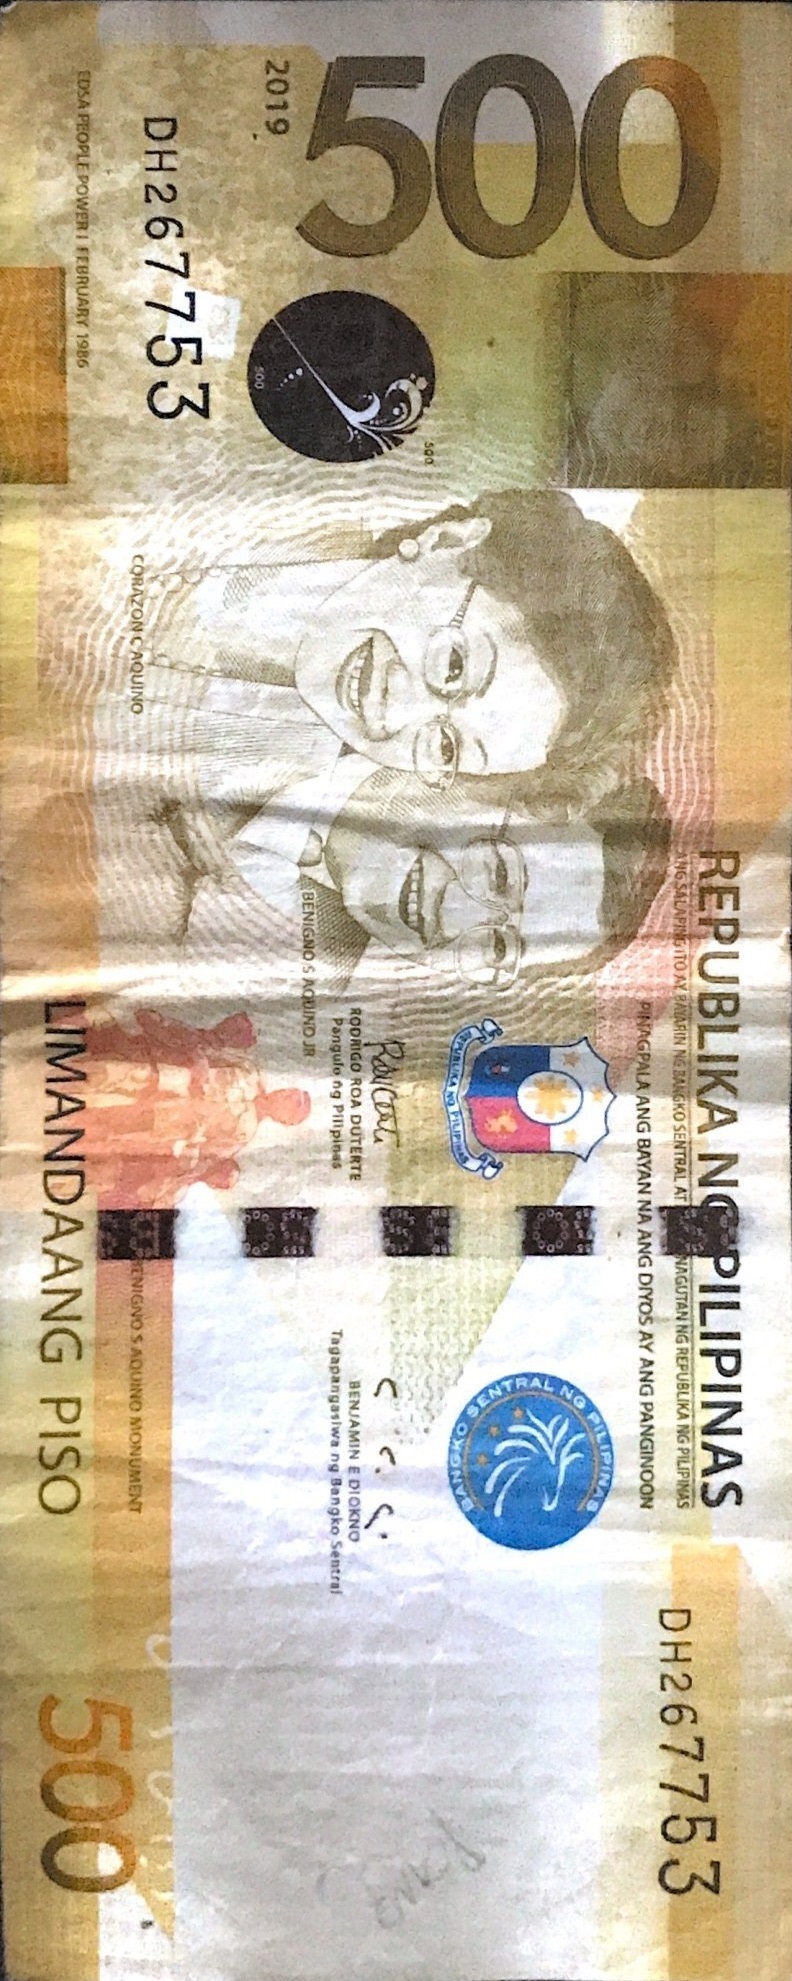 500
2019
DH267753
EDSA PEOPLE POWER I FEBRUARY 1986
500
500
CORAZON C AQUINO
BENIGNO S AQUINO JR
REPUBLIKA NG PILIPINAS
ANG SALAPING ITO AY BAYARIN NG BANGKO SENTRAL AT PINANANAGUTAN NG REPUBLIKA NG PILIPINAS
PINAGPALA ANG BAYAN NA ANG DIYOS AY ANG PANGINOON
REPUBLIKA NG PILIPINAS
RODRIGO ROA DUTERTE
Pangulo ng Pilipinas
BANGKO SENTRAL NG PILIPINAS
BENJAMIN E DIOKNO
Tagapangasiwa ng Bangko Sentral
BENIGNO S AQUINO MONUMENT
LIMANDAANG PISO
DH267753
500